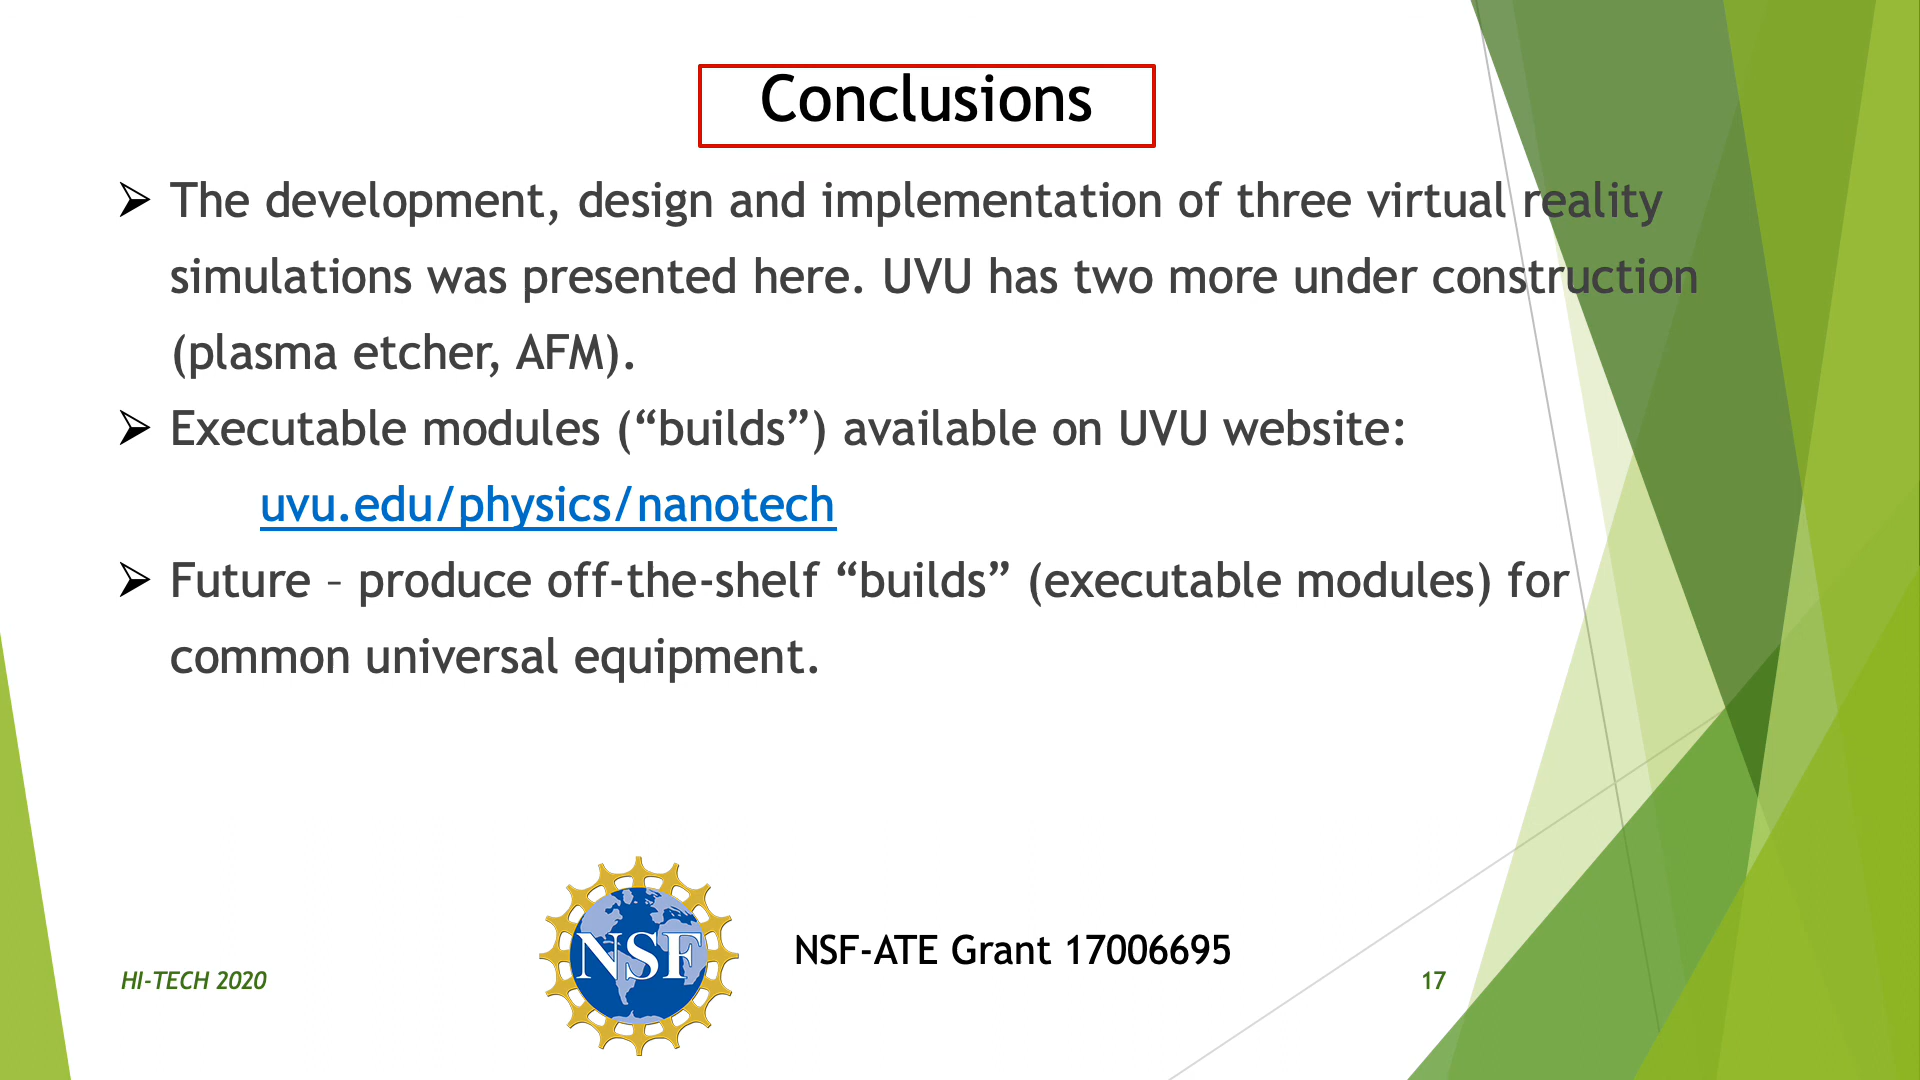 Conclusions
➢ The development, design and implementation of three virtual reality
simulations was presented here. UVU has two more under construction
(plasma etcher, AFM).
➢ Executable modules (“builds”) available on UVU website:
uvu.edu/physics/nanotech
➢ Future – produce off-the-shelf “builds” (executable modules) for
common universal equipment.
NSF
NSF-ATE Grant 17006695
HI-TECH 2020
17